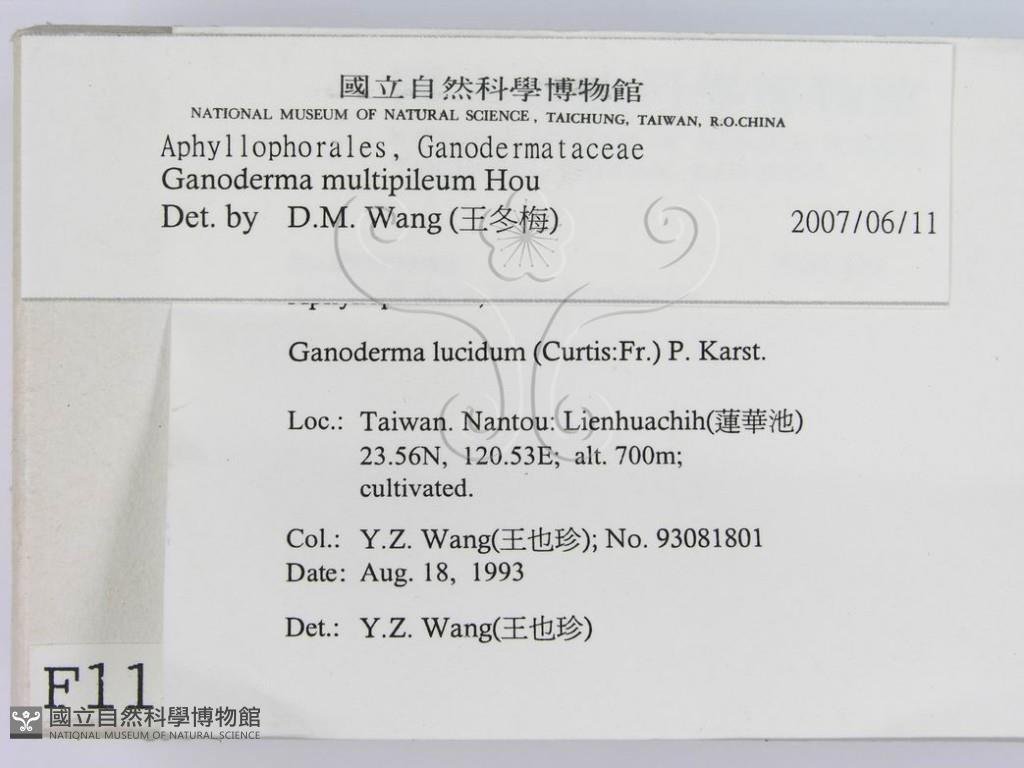 國立自然科學博物館
NATIONAL MUSEUM OF NATURAL SCIENCE, TAICHUNG, TAIWAN, R.O.CHINA
Aphyllophorales, Ganodermataceae
Ganoderma multipileum Hou
Det. by D.M. Wang (王冬梅) 2007/06/11
Ganoderma lucidum (Curtis:Fr.) P. Karst.
Loc.: Taiwan. Nantou: Lienhuachih(蓮華池)
23.56N, 120.53E; alt. 700m;
cultivated.
Col.: Y.Z. Wang(王也珍); No. 93081801
Date: Aug. 18, 1993
Det.: Y.Z. Wang(王也珍)
F11
國立自然科學博物館
NATIONAL MUSEUM OF NATURAL SCIENCE